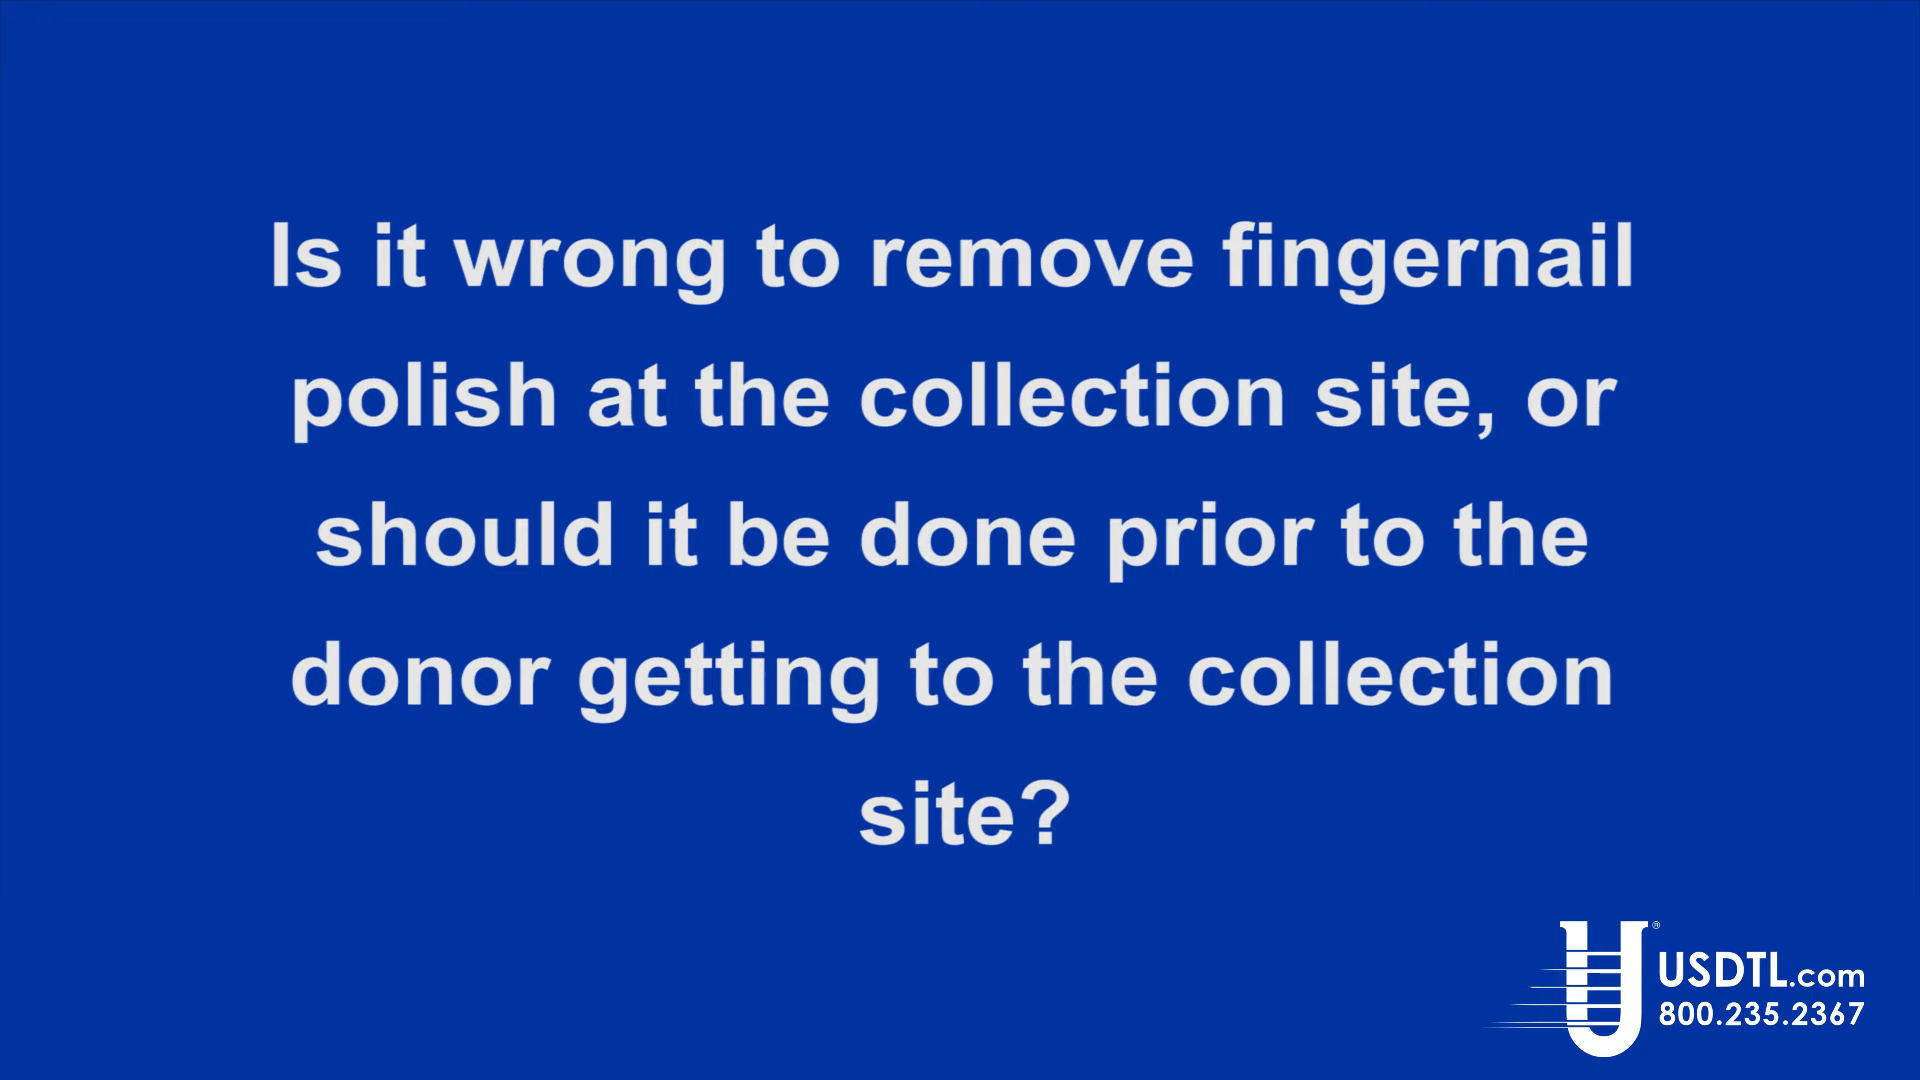 Is it wrong to remove fingernail
polish at the collection site, or
should it be done prior to the
donor getting to the collection
site?
USDTL.com
800.235.2367